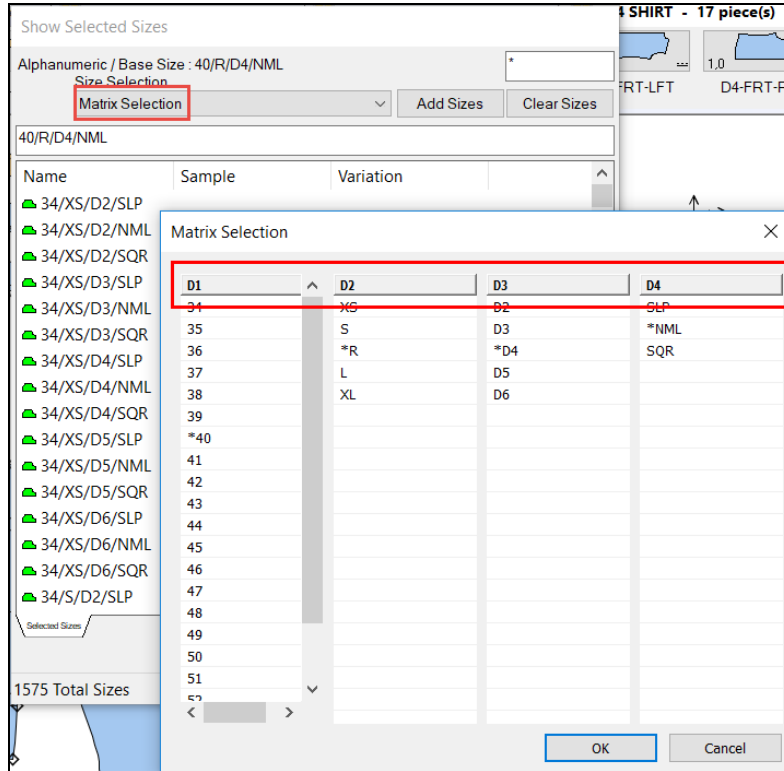 4 SHIRT - 17 piece(s)
Show Selected Sizes
Alphanumeric / Base Size : 40/R/D4/NML
*
Size Selection
Matrix Selection
Add Sizes
Clear Sizes
1,0
FRT-LFT
D4-FRT-F
40/R/D4/NML
Name Sample Variation
34/XS/D2/SLP
34/XS/D2/NML
34/XS/D2/SQR
34/XS/D3/SLP
34/XS/D3/NML
34/XS/D3/SQR
34/XS/D4/SLP
34/XS/D4/NML
34/XS/D4/SQR
34/XS/D5/SLP
34/XS/D5/NML
34/XS/D5/SQR
34/XS/D6/SLP
34/XS/D6/NML
34/XS/D6/SQR
34/S/D2/SLP
Selected Sizes
1575 Total Sizes
Matrix Selection
D1 D2 D3 D4
34 XS D2 SLP
35 S D3 *NML
36 *R *D4 SQR
37 L D5
38 XL D6
39
*40
41
42
43
44
45
46
47
48
49
50
51
52
OK
Cancel